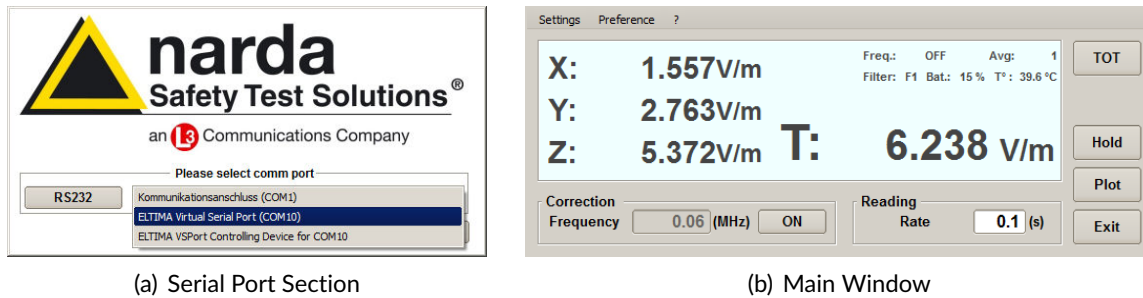 narda
Safety Test Solutions®
an L3 Communications Company
Please select comm port
RS232
Kommunikationsanschluss (COM1)
ELTIMA Virtual Serial Port (COM10)
ELTIMA VSPort Controlling Device for COM10
(a) Serial Port Section
Settings Preference ?
X: 1.557V/m
Y: 2.763V/m
Z: 5.372V/m
Freq.: OFF Avg: 1
Filter: F1 Bat.: 15 % T°: 39.6 °C
T: 6.238 V/m
TOT
Hold
Plot
Exit
Correction
Frequency 0.06 (MHz) ON
Reading
Rate 0.1 (s)
(b) Main Window